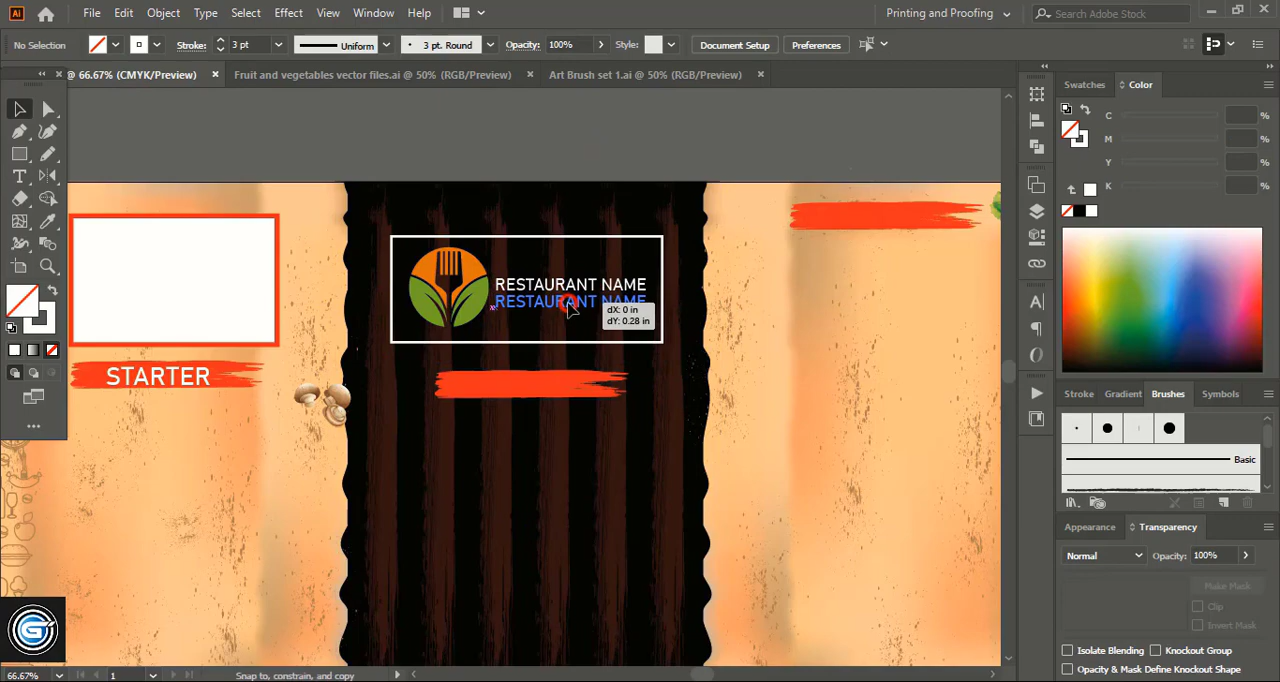 Ai File Edit Object Type Select Effect View Window Help Printing and Proofing Search Adobe Stock
No Selection Stroke: 3 pt Uniform 3 pt. Round Opacity: 100% Style: Document Setup Preferences
@ 66.67% (CMYK/Preview) Fruit and vegetables vector files.ai @ 50% (RGB/Preview) Art Brush set 1.ai @ 50% (RGB/Preview)
Swatches Color
C %
M %
Y %
K %
RESTAURANT NAME
RESTAURANT NAME
dX: 0 in
dY: 0.28 in
STARTER
Stroke Gradient Brushes Symbols
Basic
Appearance Transparency
Normal Opacity: 100%
Make Mask
Clip
Invert Mask
Isolate Blending Knockout Group
Opacity & Mask Define Knockout Shape
66.67% 1 Snap to, constrain, and copy